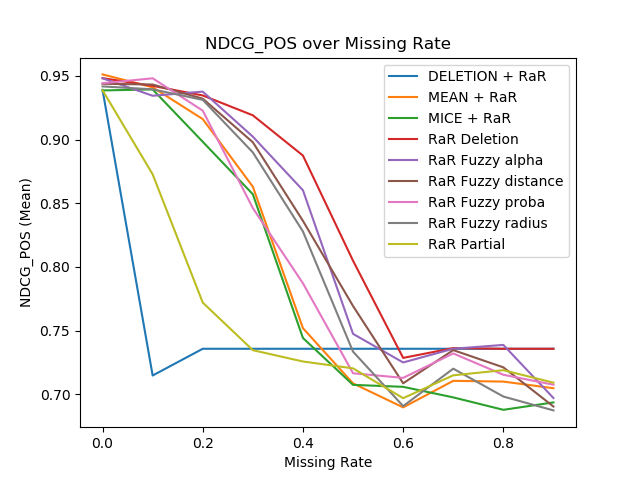 NDCG_POS over Missing Rate
NDCG_POS (Mean)
0.95
0.90
0.85
0.80
0.75
0.70
DELETION + RaR
MEAN + RaR
MICE + RaR
RaR Deletion
RaR Fuzzy alpha
RaR Fuzzy distance
RaR Fuzzy proba
RaR Fuzzy radius
RaR Partial
0.0 0.2 0.4 0.6 0.8
Missing Rate